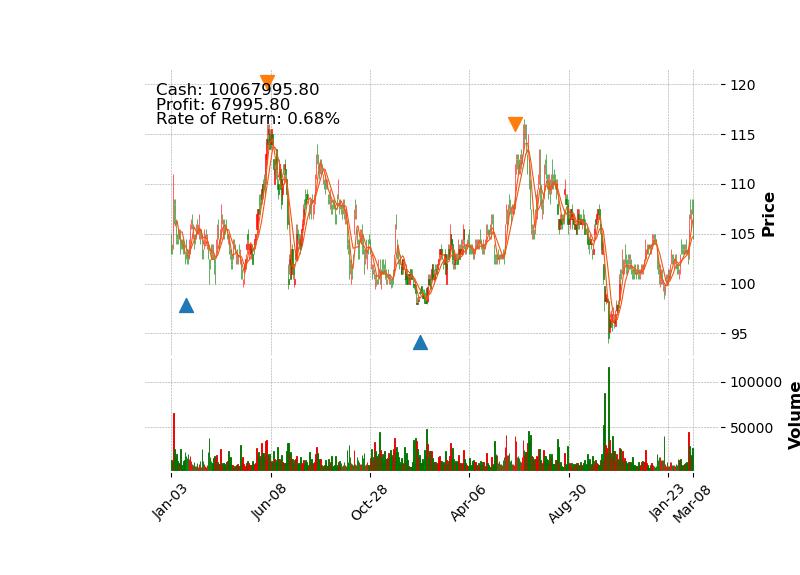 Cash: 10067995.80
Profit: 67995.80
Rate of Return: 0.68%
120
115
110
105
100
95
Price
100000
50000
Volume
Jan-03
Jun-08
Oct-28
Apr-06
Aug-30
Jan-23
Mar-08